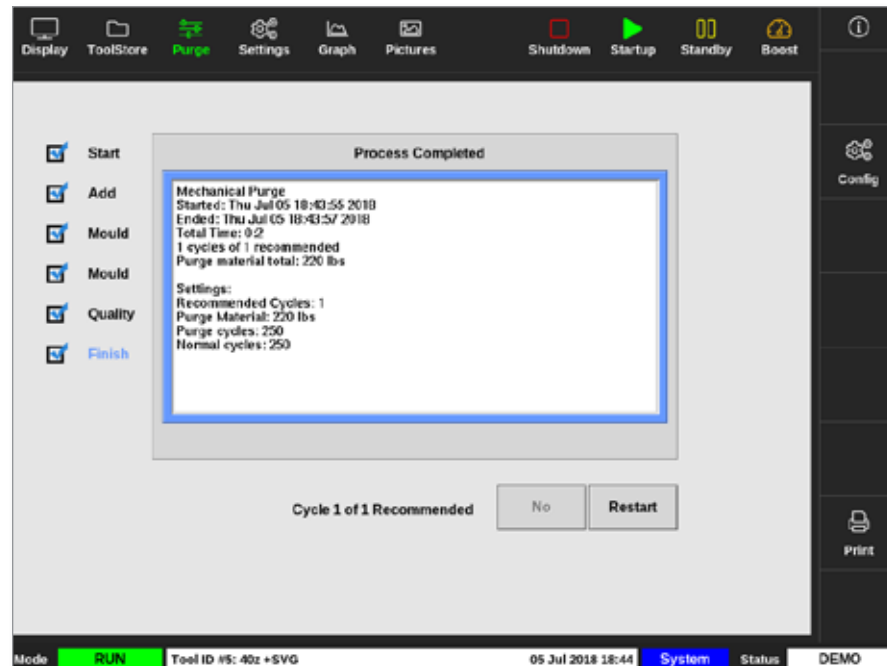 Display ToolStore Purge Settings Graph Pictures Shutdown Startup Standby Boost
Start
Add
Mould
Mould
Quality
Finish
Process Completed
Mechanical Purge
Started: Thu Jul 05 18:43:55 2018
Ended: Thu Jul 05 18:43:57 2018
Total Time: 0:2
1 cycles of 1 recommended
Purge material total: 220 lbs
Settings:
Recommended Cycles: 1
Purge Material: 220 lbs
Purge cycles: 250
Normal cycles: 250
Cycle 1 of 1 Recommended
No
Restart
Config
Print
Mode RUN Tool ID #5: 40z +SVG 05 Jul 2018 18:44 System Status DEMO